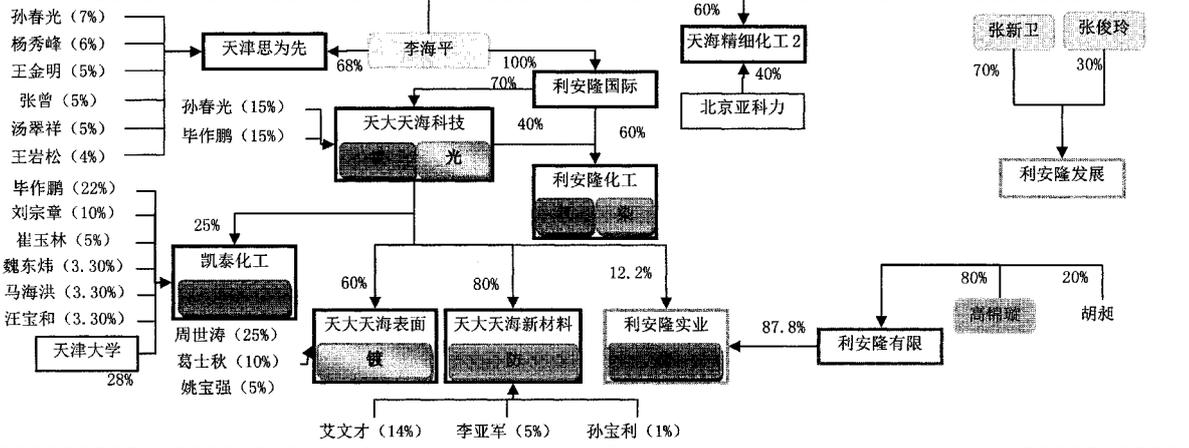 孙春光（7%）
杨秀峰（6%）
王金明（5%）
张曾（5%）
汤翠祥（5%）
王岩松（4%）
天津思为先
李海平
68%
100%
60%
天海精细化工2
40%
北京亚科力
张新卫
张俊玲
70%
30%
利安隆发展
利安隆国际
70%
孙春光（15%）
毕作鹏（15%）
天大天海科技
光
40%
60%
利安隆化工
毕作鹏（22%）
刘宗章（10%）
崔玉林（5%）
魏东炜（3.30%）
马海洪（3.30%）
汪宝和（3.30%）
天津大学
28%
25%
凯泰化工
60%
80%
12.2%
天大天海表面
镀
天大天海新材料
防
利安隆实业
周世涛（25%）
葛士秋（10%）
姚宝强（5%）
87.8%
利安隆有限
80%
20%
胡昶
艾文才（14%）
李亚军（5%）
孙宝利（1%）